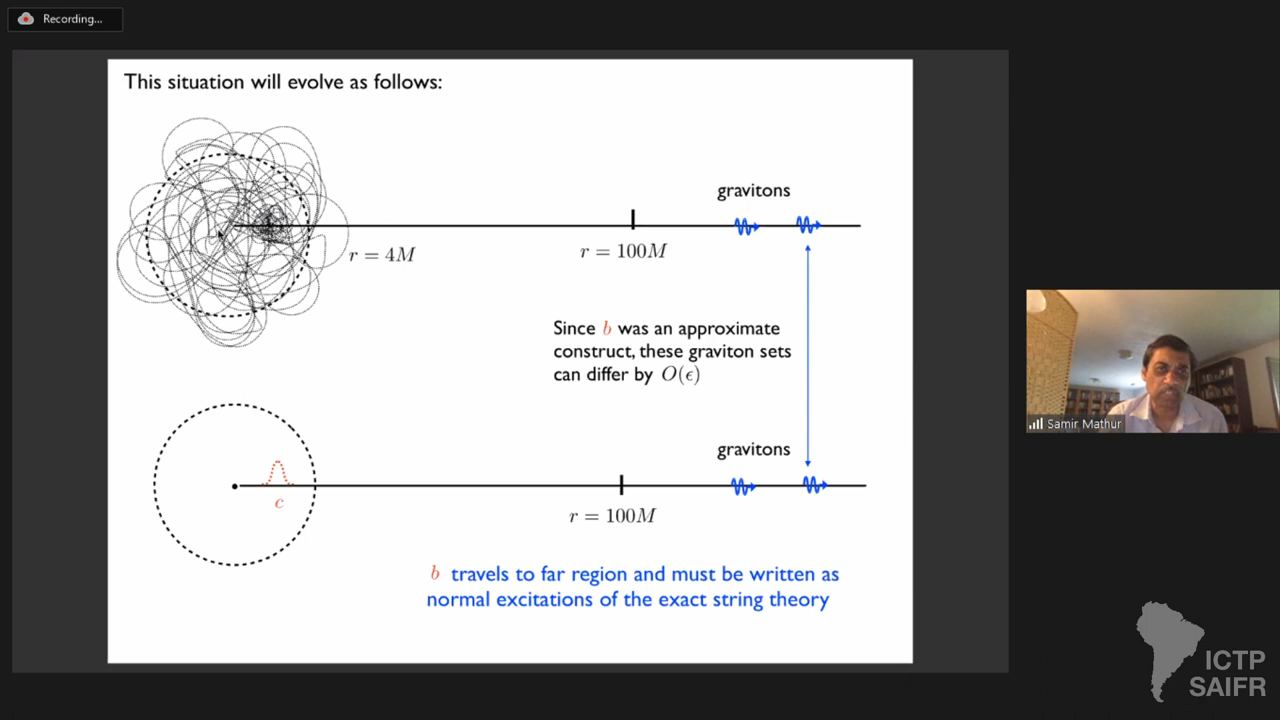 Recording...
This situation will evolve as follows:
gravitons
r = 4M
r = 100M
Since b was an approximate
construct, these graviton sets
can differ by O(ϵ)
gravitons
c
r = 100M
b travels to far region and must be written as
normal excitations of the exact string theory
Samir Mathur
ICTP
SAIFR